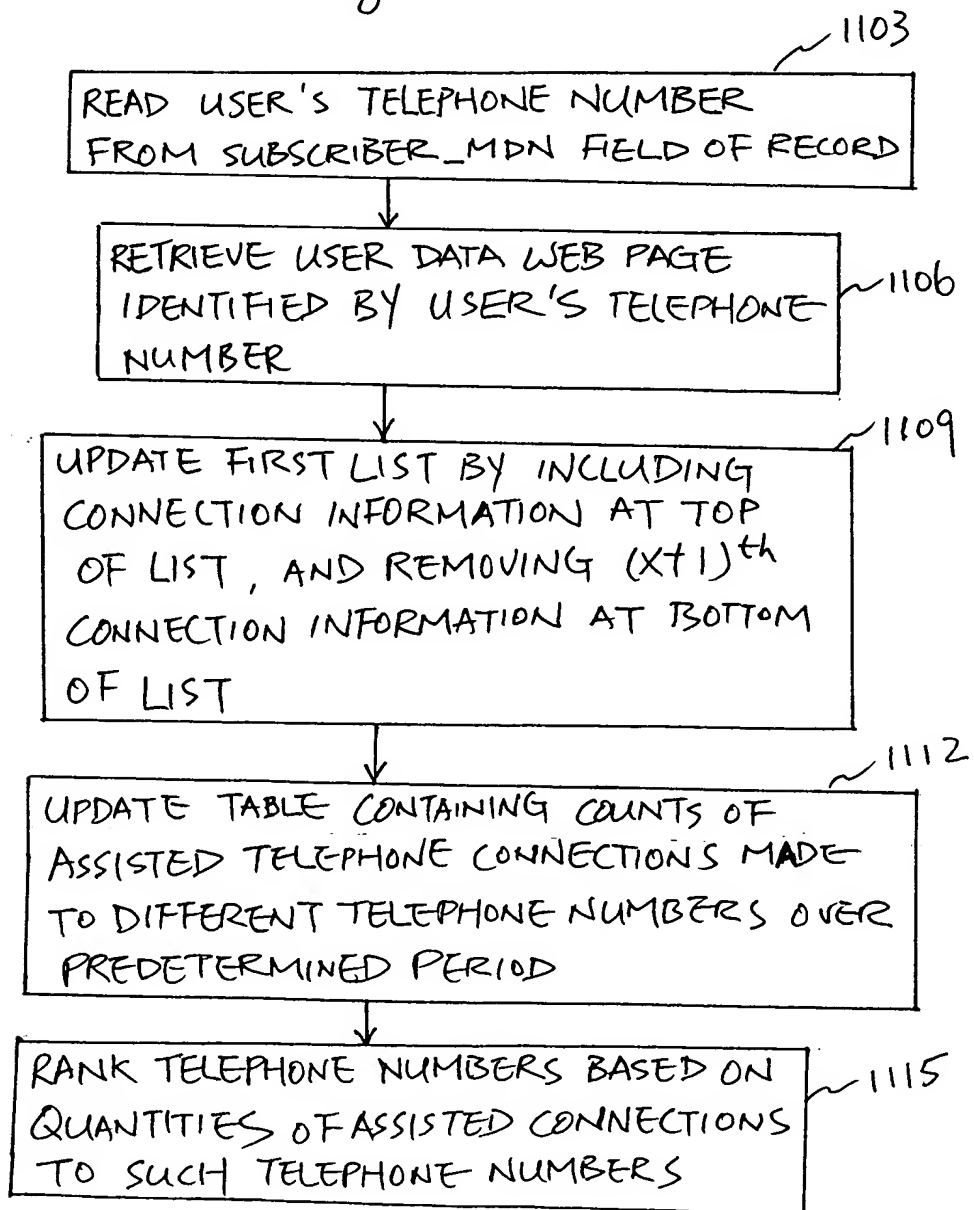 1103
READ USER'S TELEPHONE NUMBER
FROM SUBSCRIBER_MDN FIELD OF RECORD
RETRIEVE USER DATA WEB PAGE
IDENTIFIED BY USER'S TELEPHONE
NUMBER
1106
1109
UPDATE FIRST LIST BY INCLUDING
CONNECTION INFORMATION AT TOP
OF LIST, AND REMOVING (X+1)th
CONNECTION INFORMATION AT BOTTOM
OF LIST
1112
UPDATE TABLE CONTAINING COUNTS OF
ASSISTED TELEPHONE CONNECTIONS MADE
TO DIFFERENT TELEPHONE NUMBERS OVER
PREDETERMINED PERIOD
RANK TELEPHONE NUMBERS BASED ON
QUANTITIES OF ASSISTED CONNECTIONS
TO SUCH TELEPHONE NUMBERS
1115